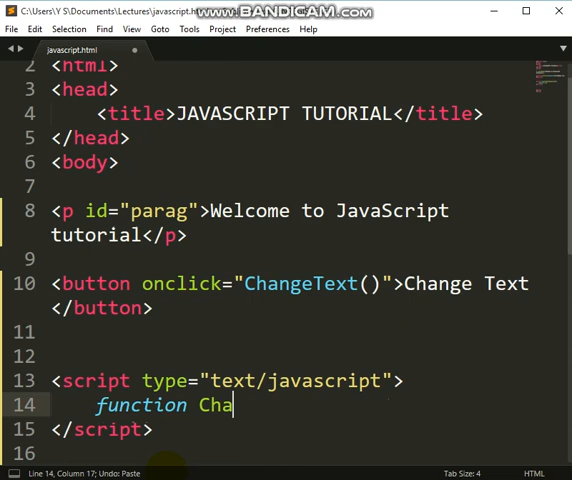 C:\Users\Y S\Documents\Lectures\javascript.html
www.BANDICAM.com
File Edit Selection Find View Goto Tools Project Preferences Help
javascript.html
2 <html>
3 <head>
4 <title>JAVASCRIPT TUTORIAL</title>
5 </head>
6 <body>
7
8 <p id="parag">Welcome to JavaScript
tutorial</p>
9
10 <button onclick="ChangeText()">Change Text
</button>
11
12
13 <script type="text/javascript">
14 function Cha
15 </script>
16
Line 14, Column 17; Undo: Paste Tab Size: 4 HTML